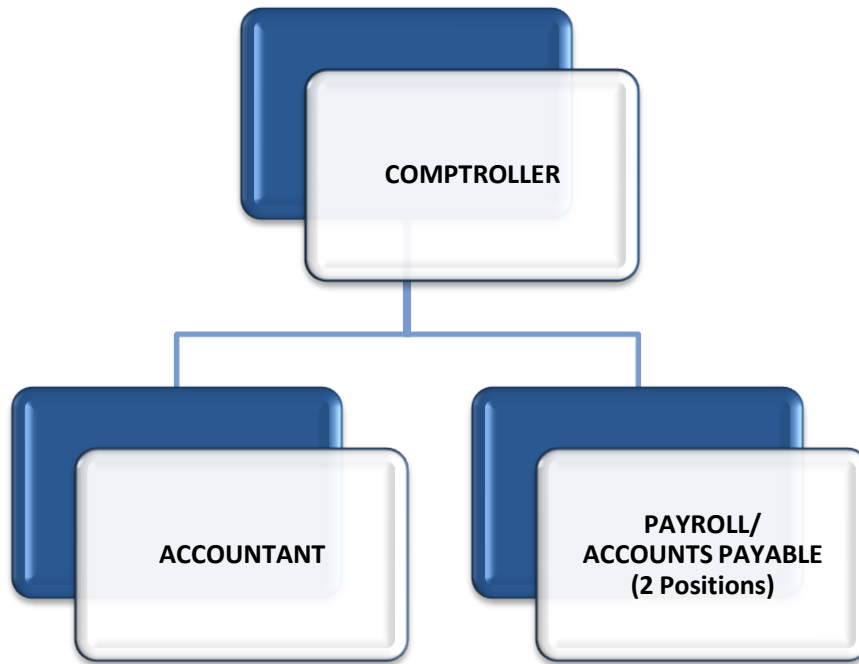 COMPTROLLER
ACCOUNTANT
PAYROLL/
ACCOUNTS PAYABLE
(2 Positions)